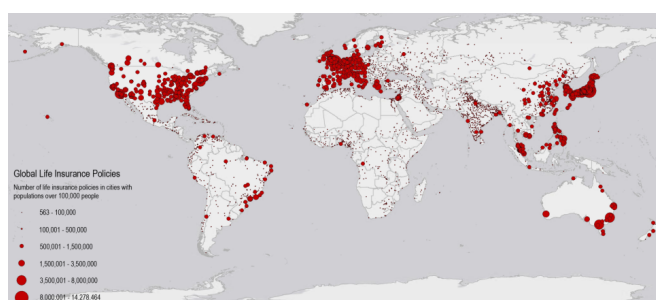 Global Life Insurance Policies
Number of life insurance policies in cities with
populations over 100,000 people
563 - 100,000
100,001 - 500,000
500,001 - 1,500,000
1,500,001 - 3,500,000
3,500,001 - 8,000,000
8,000,001 - 14,278,464